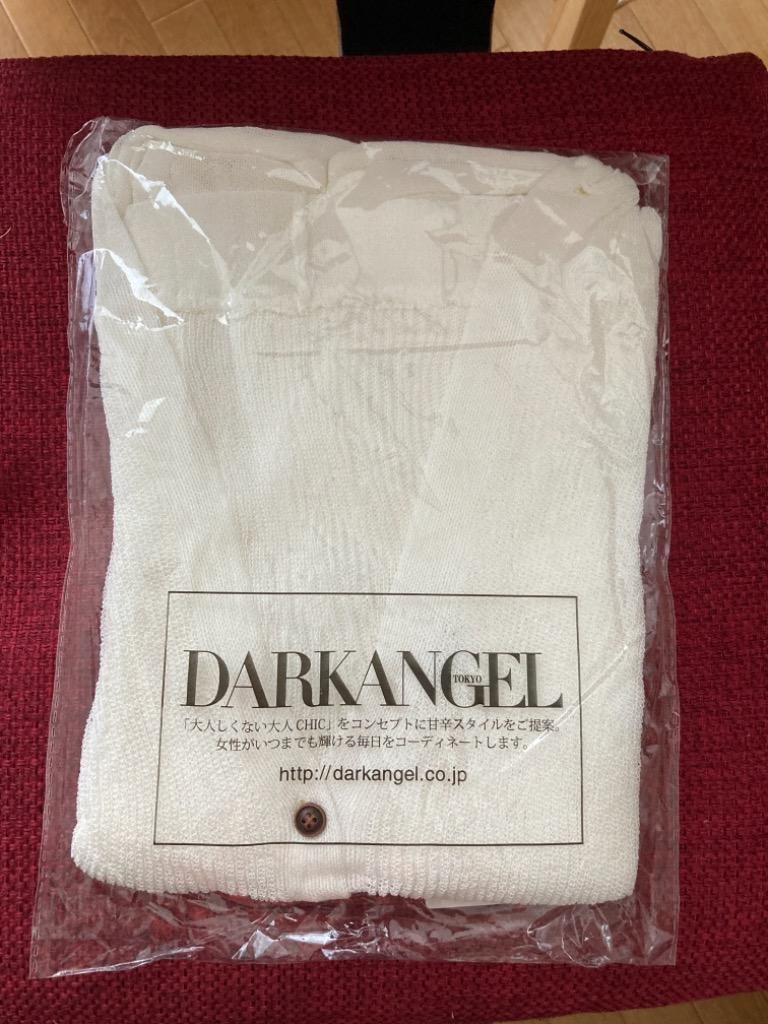 DARKANGEL
TOKYO
「大人しくない大人CHIC」をコンセプトに甘辛スタイルをご提案。
女性がいつまでも輝ける毎日をコーディネートします。
http://darkangel.co.jp